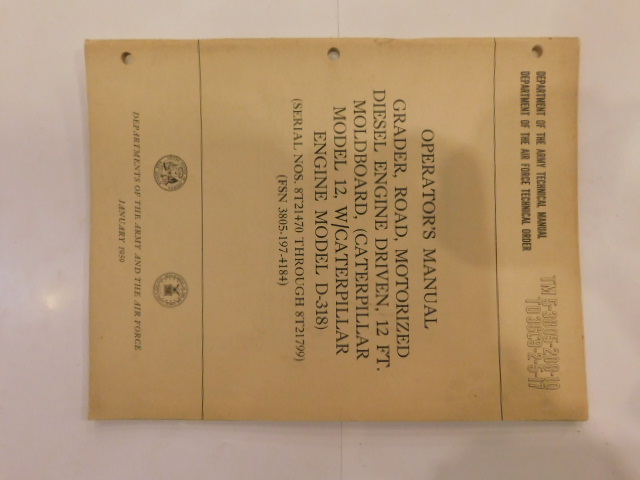 DEPARTMENT OF THE ARMY TECHNICAL MANUAL
DEPARTMENT OF THE AIR FORCE TECHNICAL ORDER
OPERATOR'S MANUAL
GRADER, ROAD, MOTORIZED
DIESEL ENGINE DRIVEN, 12 FT.
MOLDBOARD, (CATERPILLAR
MODEL 12, W/CATERPILLAR
ENGINE MODEL D-318)
(SERIAL NOS. 8T21470 THROUGH 8T21799)
(FSN 3805-197-4184)
DEPARTMENTS OF THE ARMY AND THE AIR FORCE
JANUARY 1959